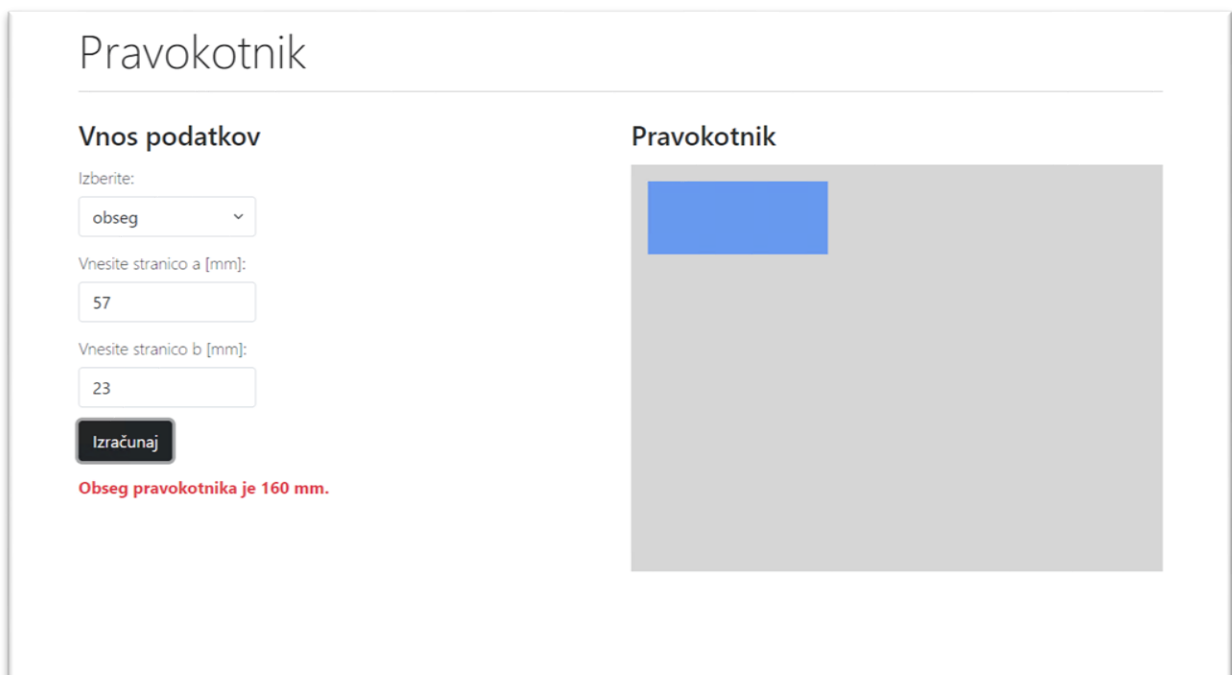 Pravokotnik
Vnos podatkov
Izberite:
obseg
Vnesite stranico a [mm]:
57
Vnesite stranico b [mm]:
23
Izračunaj
Obseg pravokotnika je 160 mm.
Pravokotnik